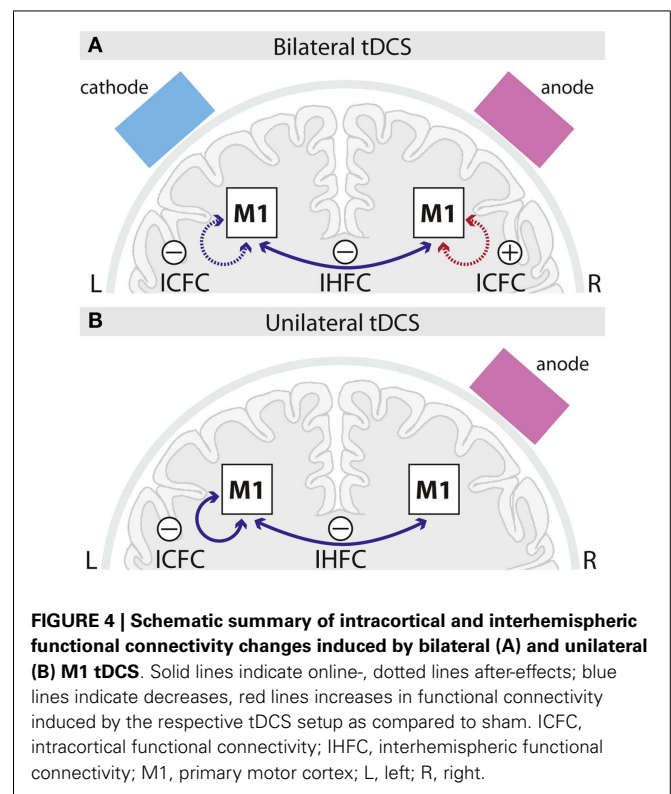 A Bilateral tDCS
cathode anode
M1 M1
− − +
L ICFC IHFC ICFC R
B Unilateral tDCS
anode
M1 M1
− −
L ICFC IHFC R
FIGURE 4 | Schematic summary of intracortical and interhemispheric
functional connectivity changes induced by bilateral (A) and unilateral
(B) M1 tDCS. Solid lines indicate online-, dotted lines after-effects; blue
lines indicate decreases, red lines increases in functional connectivity
induced by the respective tDCS setup as compared to sham. ICFC,
intracortical functional connectivity; IHFC, interhemispheric functional
connectivity; M1, primary motor cortex; L, left; R, right.